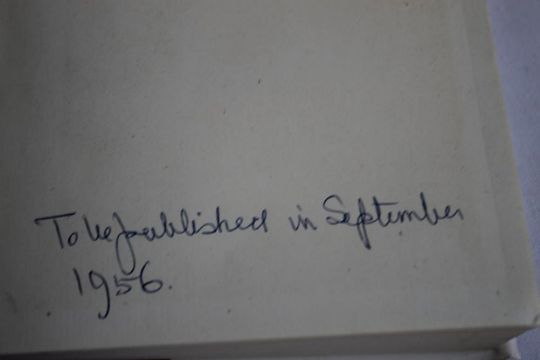 To be published in September
1956.